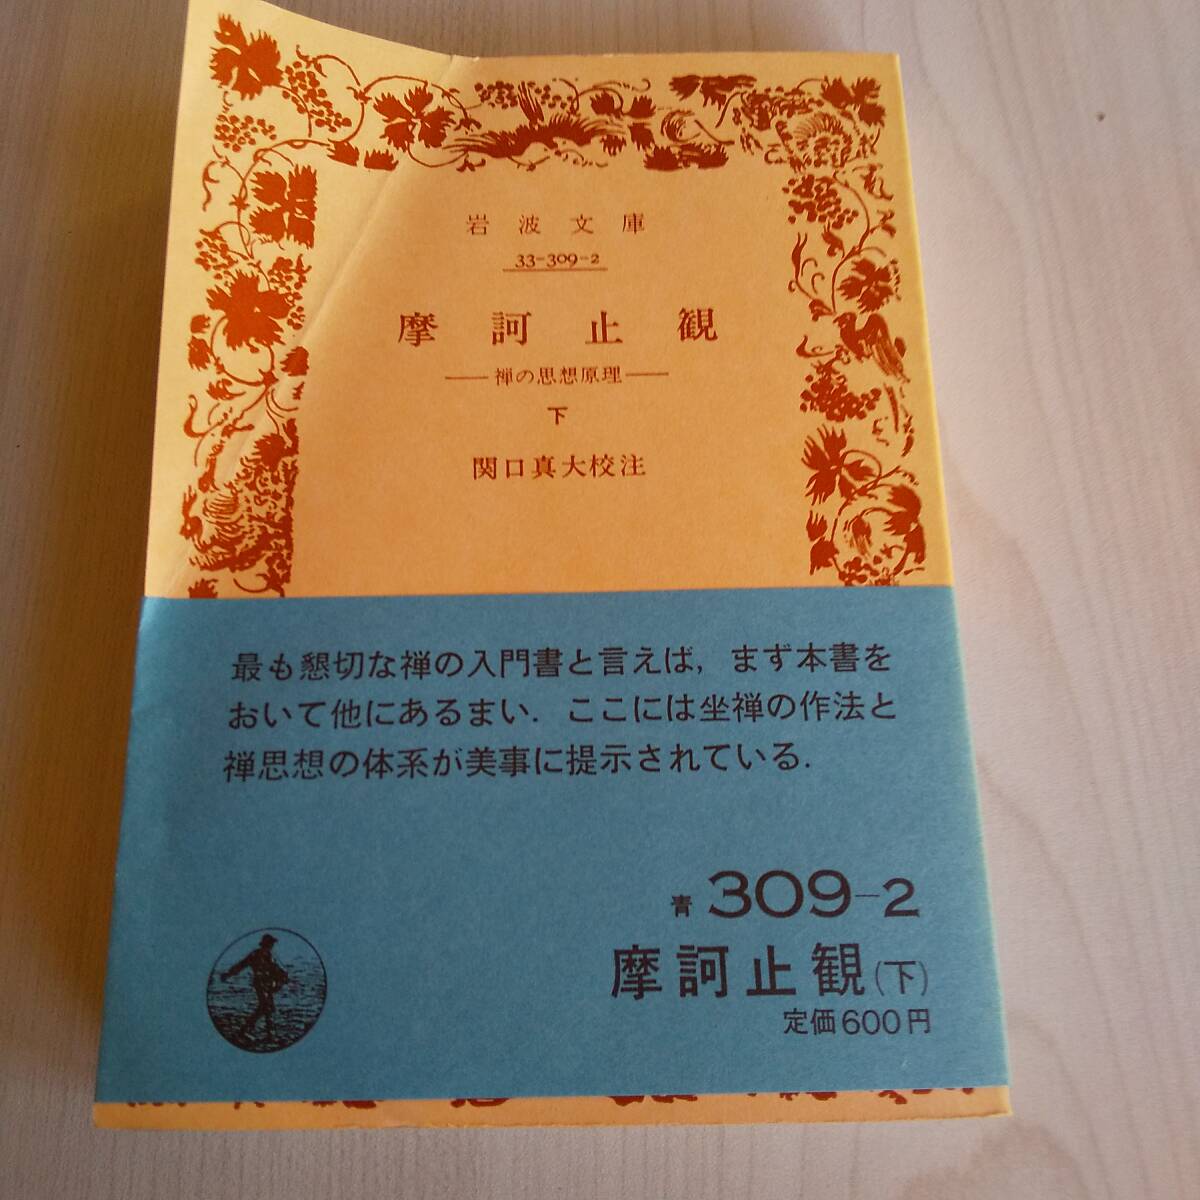 岩波文庫
33-309-2
摩訶止観
―禅の思想原理―
下
関口真大校注
最も懇切な禅の入門書と言えば，まず本書を
おいて他にあるまい．ここには坐禅の作法と
禅思想の体系が美事に提示されている．
青 309-2
摩訶止観(下)
定価600円